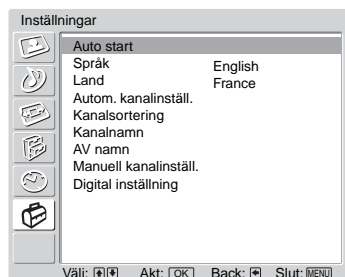 Inställningar
Auto start
Språk English
Land France
Autom. kanalinställ.
Kanalsortering
Kanalnamn
AV namn
Manuell kanalinställ.
Digital inställning
Välj: Akt: OK Back: Slut: MENU